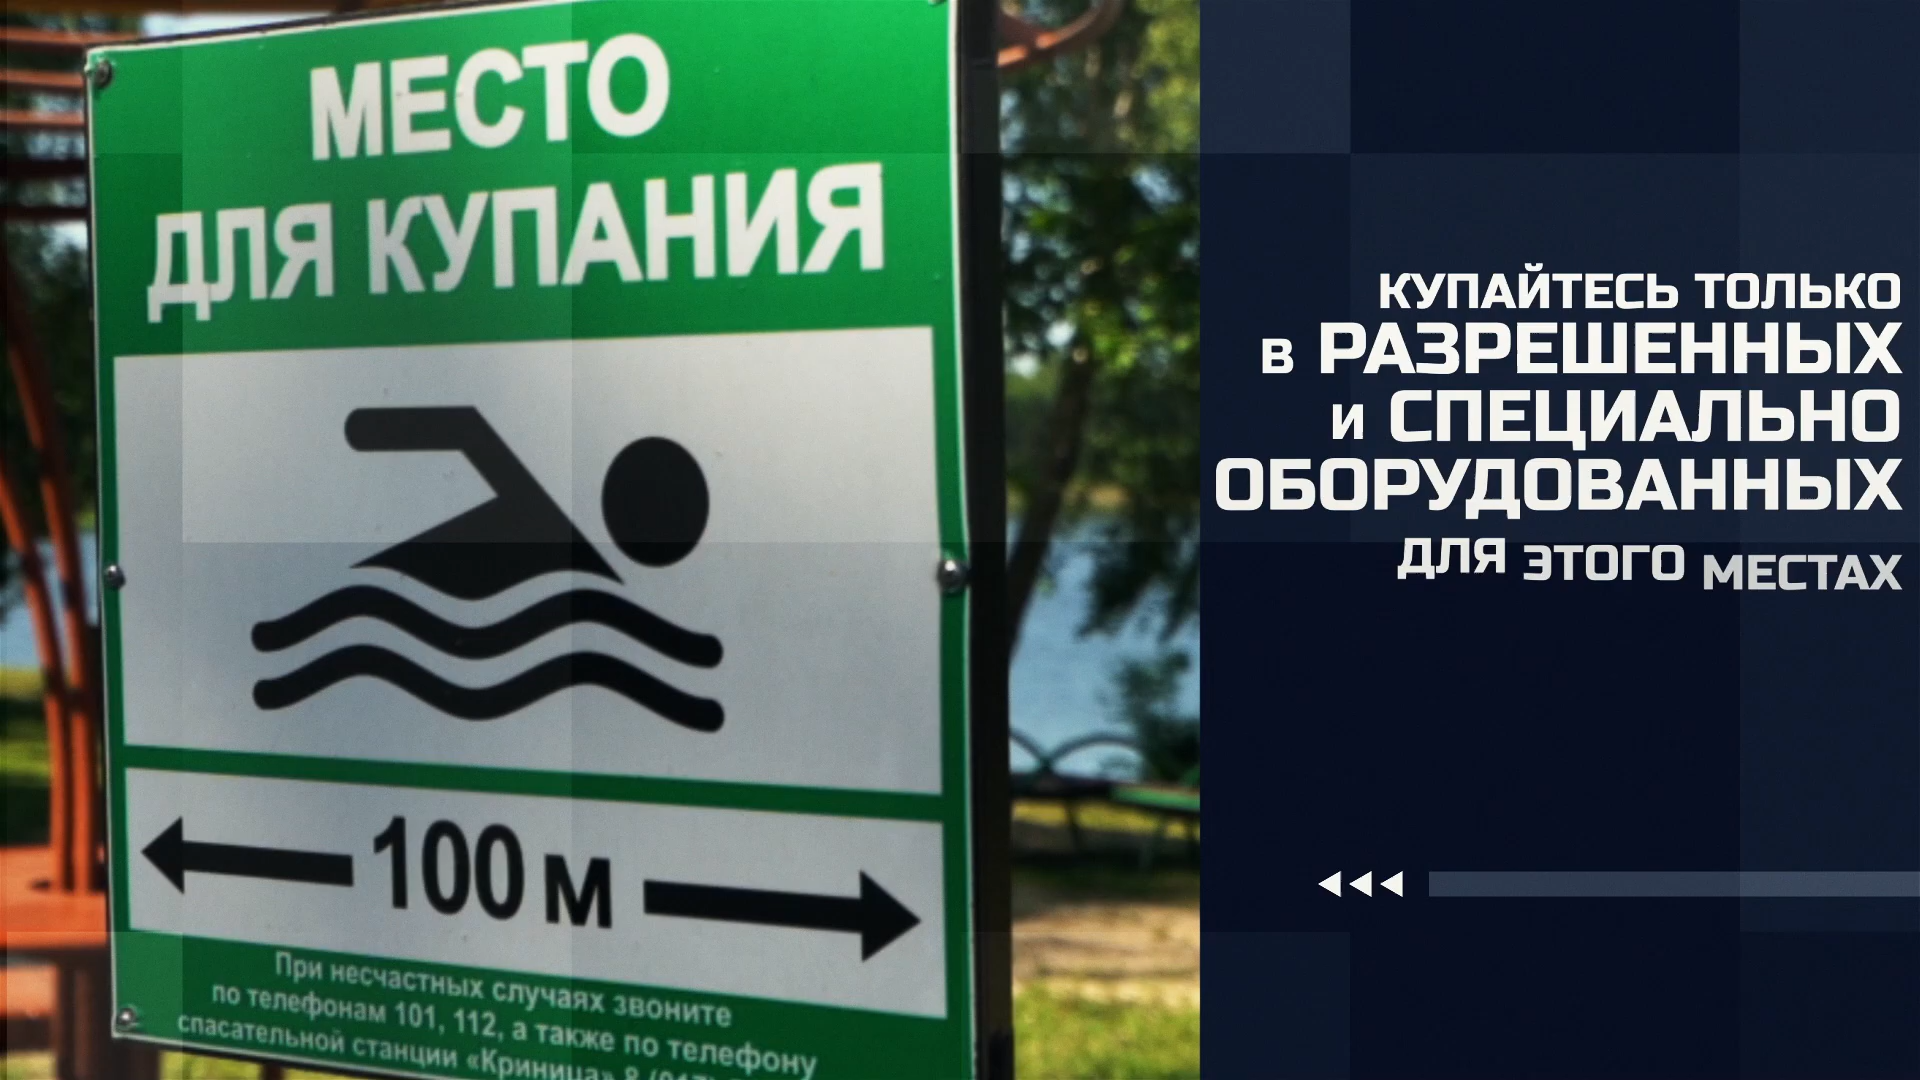 МЕСТО
ДЛЯ КУПАНИЯ
100 м
При несчастных случаях звоните
по телефонам 101, 112, а также по телефону
спасательной станции «Криница» 8
КУПАЙТЕСЬ ТОЛЬКО
в РАЗРЕШЕННЫХ
и СПЕЦИАЛЬНО
ОБОРУДОВАННЫХ
ДЛЯ ЭТОГО МЕСТАХ